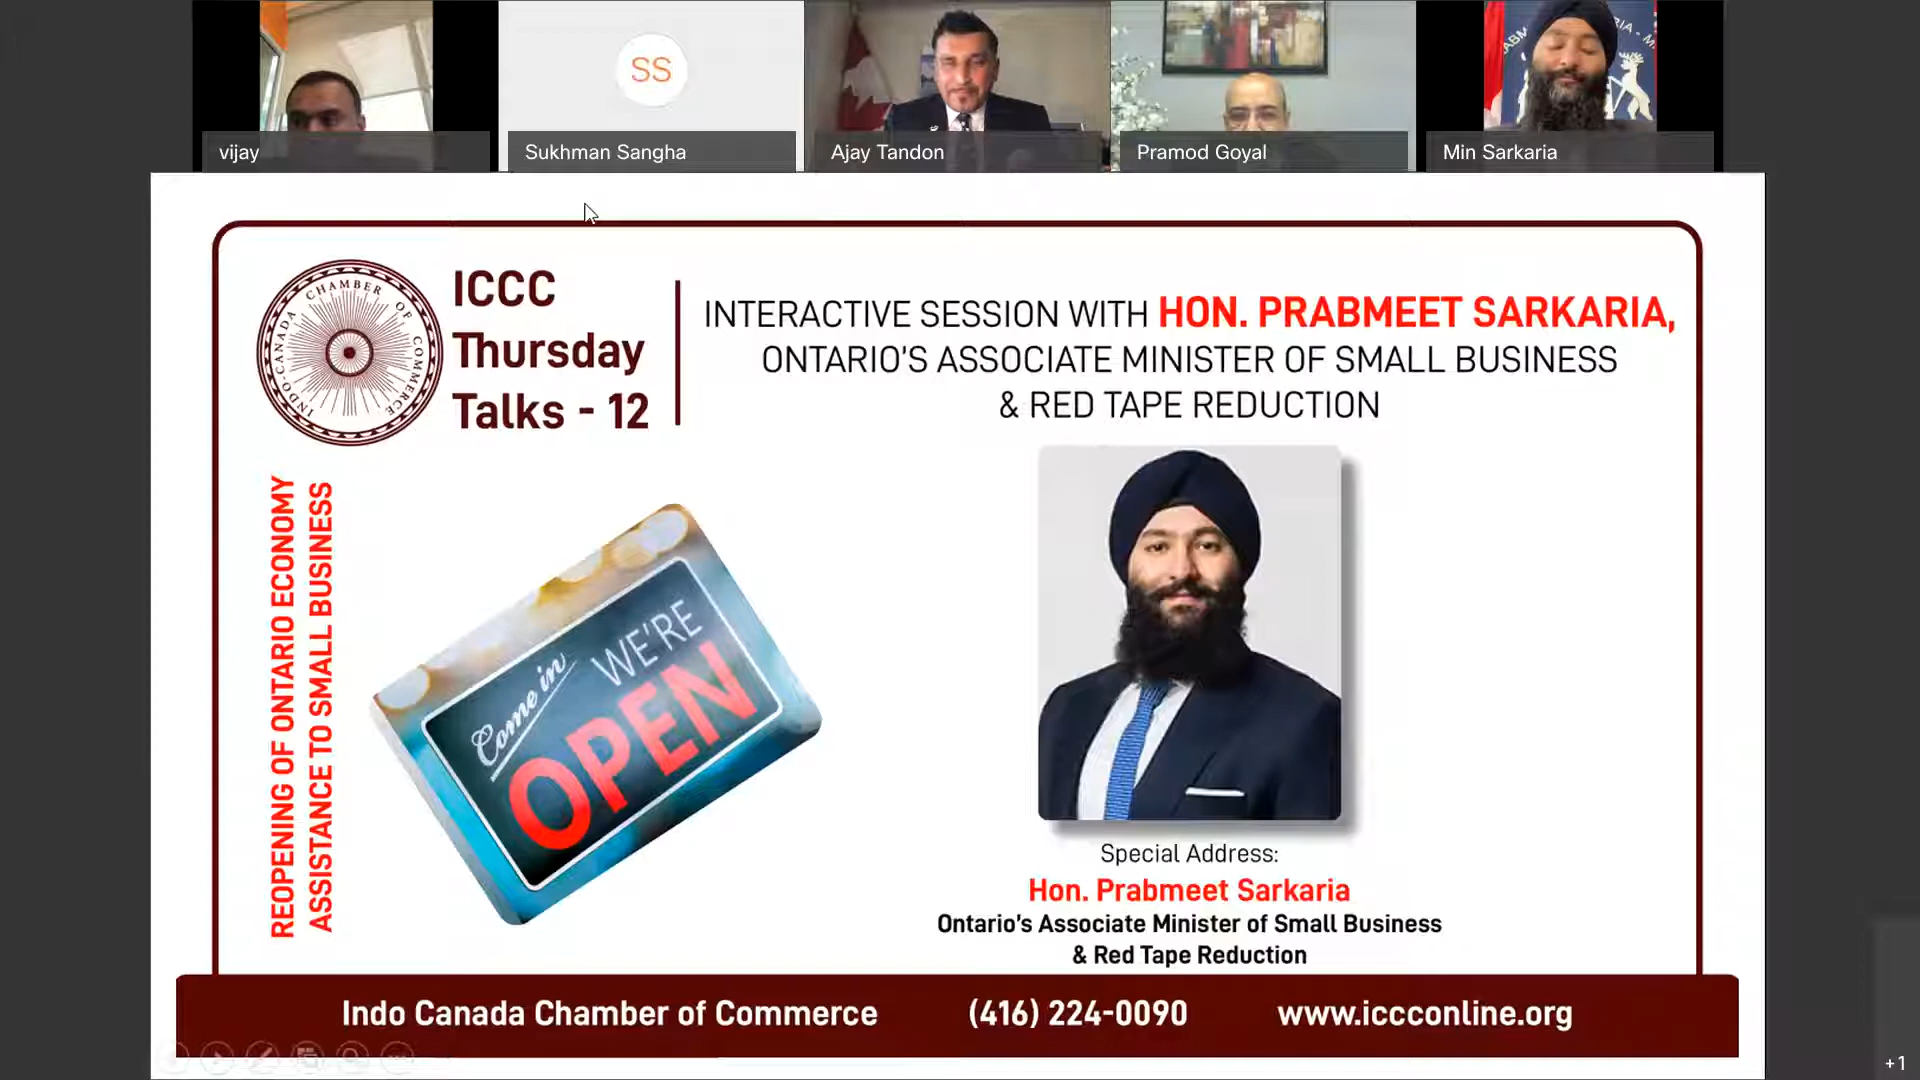 SS
vijay
Sukhman Sangha
Ajay Tandon
Pramod Goyal
Min Sarkaria
INDO-CANADA CHAMBER OF COMMERCE
ICCC
Thursday
Talks - 12
INTERACTIVE SESSION WITH HON. PRABMEET SARKARIA,
ONTARIO'S ASSOCIATE MINISTER OF SMALL BUSINESS
& RED TAPE REDUCTION
REOPENING OF ONTARIO ECONOMY
ASSISTANCE TO SMALL BUSINESS
Come in
WE'RE
OPEN
Special Address:
Hon. Prabmeet Sarkaria
Ontario's Associate Minister of Small Business
& Red Tape Reduction
Indo Canada Chamber of Commerce (416) 224-0090 www.iccconline.org
+1